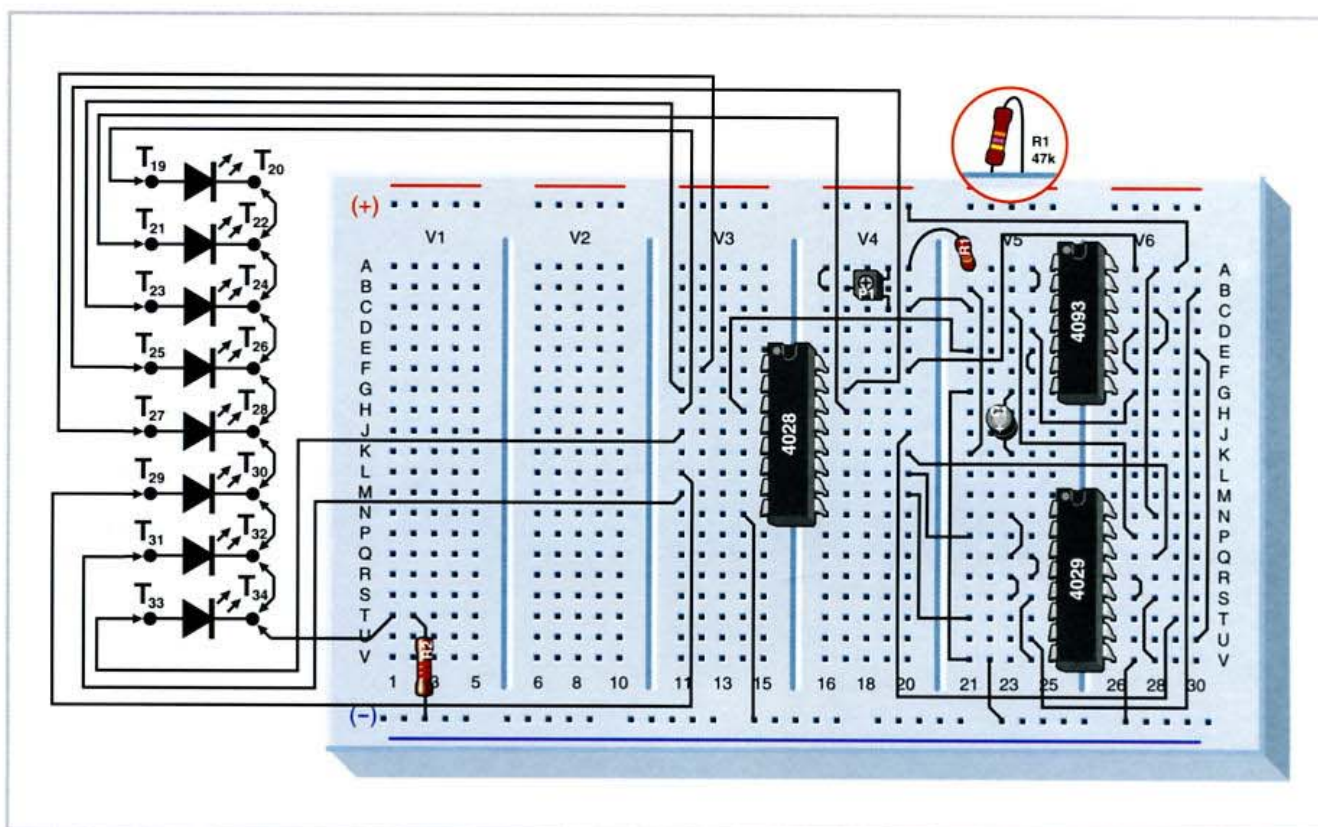 R1
47k
T19 T20
T21 T22
T23 T24
T25 T26
T27 T28
T29 T30
T31 T32
T33 T34
(+)
V1 V2 V3 V4 V5 V6
R1
A A
B B
C C
D D
E E
F F
G G
H H
J J
K K
L L
M M
N N
P P
Q Q
R R
S S
T T
U U
V V
4093
4028
4029
1 3 5 6 8 10 11 13 15 16 18 20 21 23 25 26 28 30
(−)